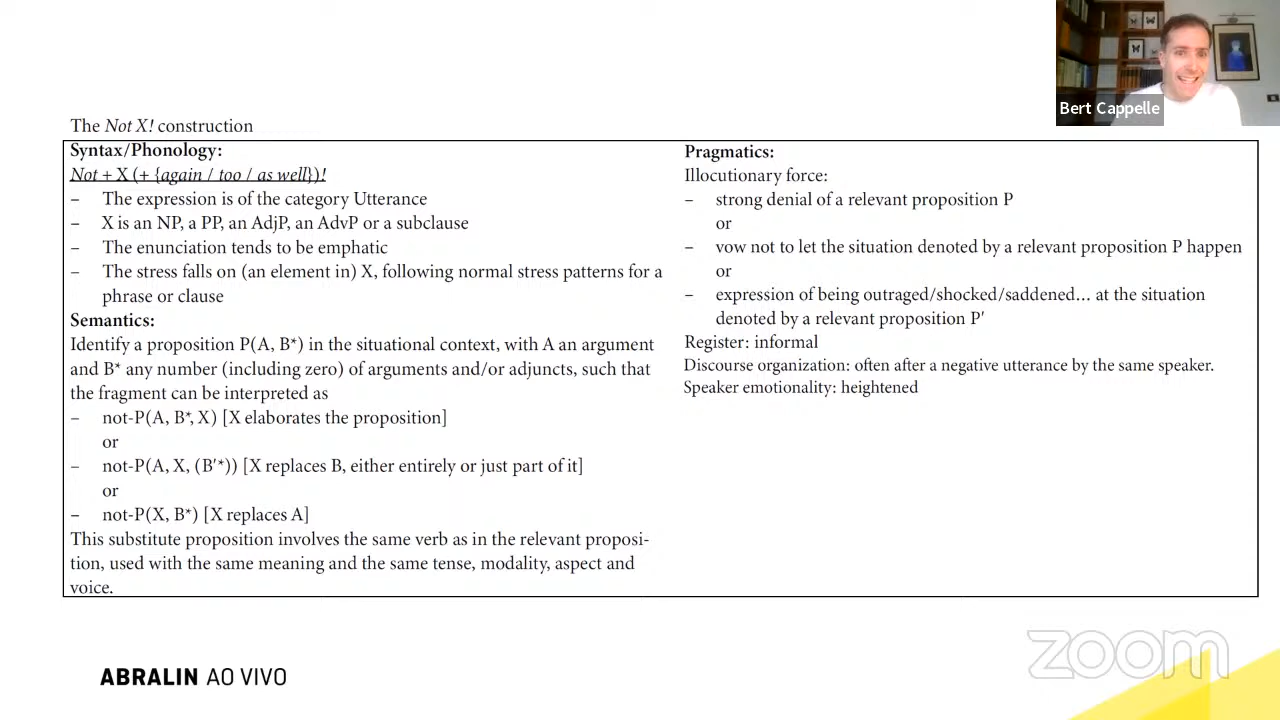 Bert Cappelle
The Not X! construction
Syntax/Phonology:
Not + X (+ {again / too / as well})!
– The expression is of the category Utterance
– X is an NP, a PP, an AdjP, an AdvP or a subclause
– The enunciation tends to be emphatic
– The stress falls on (an element in) X, following normal stress patterns for a
phrase or clause
Semantics:
Identify a proposition P(A, B*) in the situational context, with A an argument
and B* any number (including zero) of arguments and/or adjuncts, such that
the fragment can be interpreted as
– not-P(A, B*, X) [X elaborates the proposition]
or
– not-P(A, X, (B′*)) [X replaces B, either entirely or just part of it]
or
– not-P(X, B*) [X replaces A]
This substitute proposition involves the same verb as in the relevant proposi-
tion, used with the same meaning and the same tense, modality, aspect and
voice.
Pragmatics:
Illocutionary force:
– strong denial of a relevant proposition P
or
– vow not to let the situation denoted by a relevant proposition P happen
or
– expression of being outraged/shocked/saddened… at the situation
denoted by a relevant proposition P′
Register: informal
Discourse organization: often after a negative utterance by the same speaker.
Speaker emotionality: heightened
ABRALIN AO VIVO
zoom